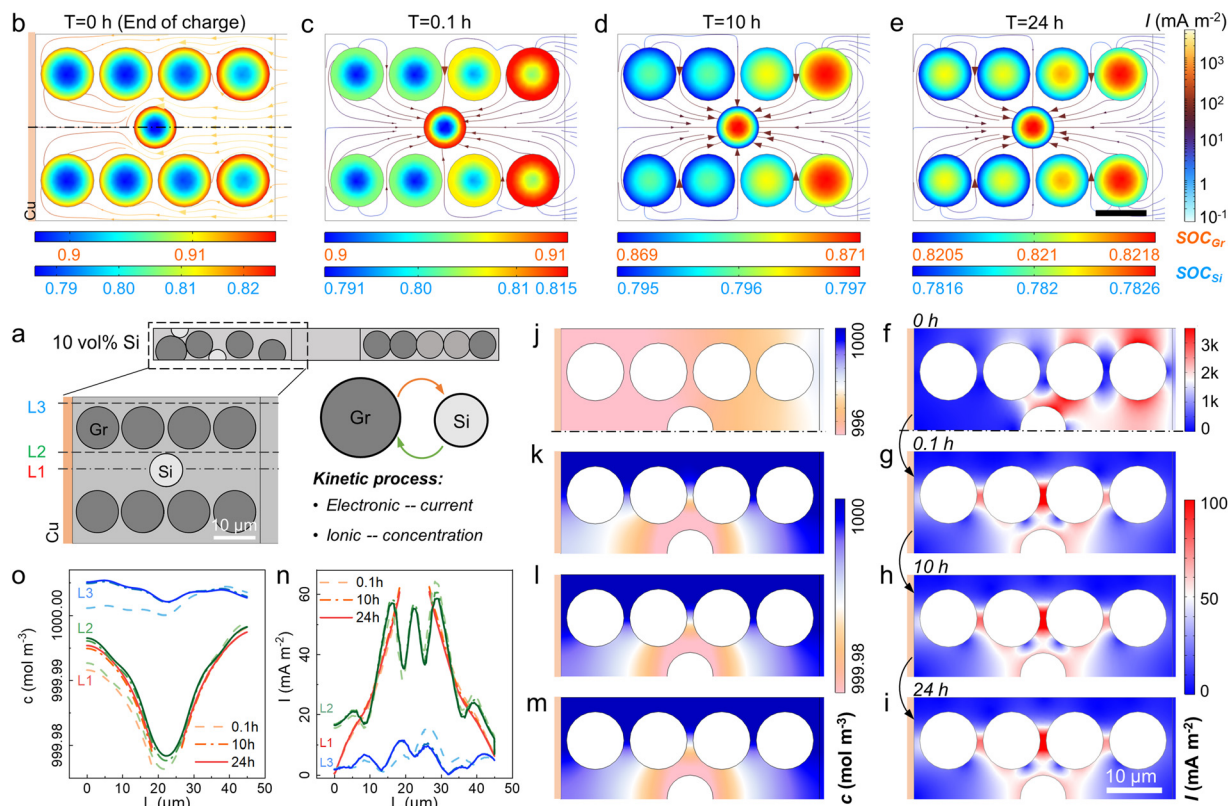 b T=0 h (End of charge)
c T=0.1 h
d T=10 h
e T=24 h
I (mA m⁻²)
10³
10²
10¹
1
10⁻¹
Cu
0.9 0.91
0.79 0.80 0.81 0.82
0.9 0.91
0.791 0.80 0.81 0.815
0.869 0.871
0.795 0.796 0.797
0.8205 0.821 0.8218
0.7816 0.782 0.7826
SOC_Gr
SOC_Si
a
10 vol% Si
L3
L2
L1
Gr
Si
10 μm
Cu
Gr
Si
Kinetic process:
• Electronic -- current
• Ionic -- concentration
j
1000
996
k
1000
l
999.98
m
c (mol m⁻³)
0 h
f
3k
2k
1k
0
0.1 h
g
100
10 h
h
50
24 h
i
0
10 μm
I (mA m⁻²)
o
c (mol m⁻³)
1000.00
999.99
999.98
L3
L2
L1
0.1h
10h
24h
0 10 20 30 40 50
L (μm)
n
I (mA m⁻²)
60
40
20
0
0.1h
10h
24h
L2
L1
L3
0 10 20 30 40 50
L (μm)